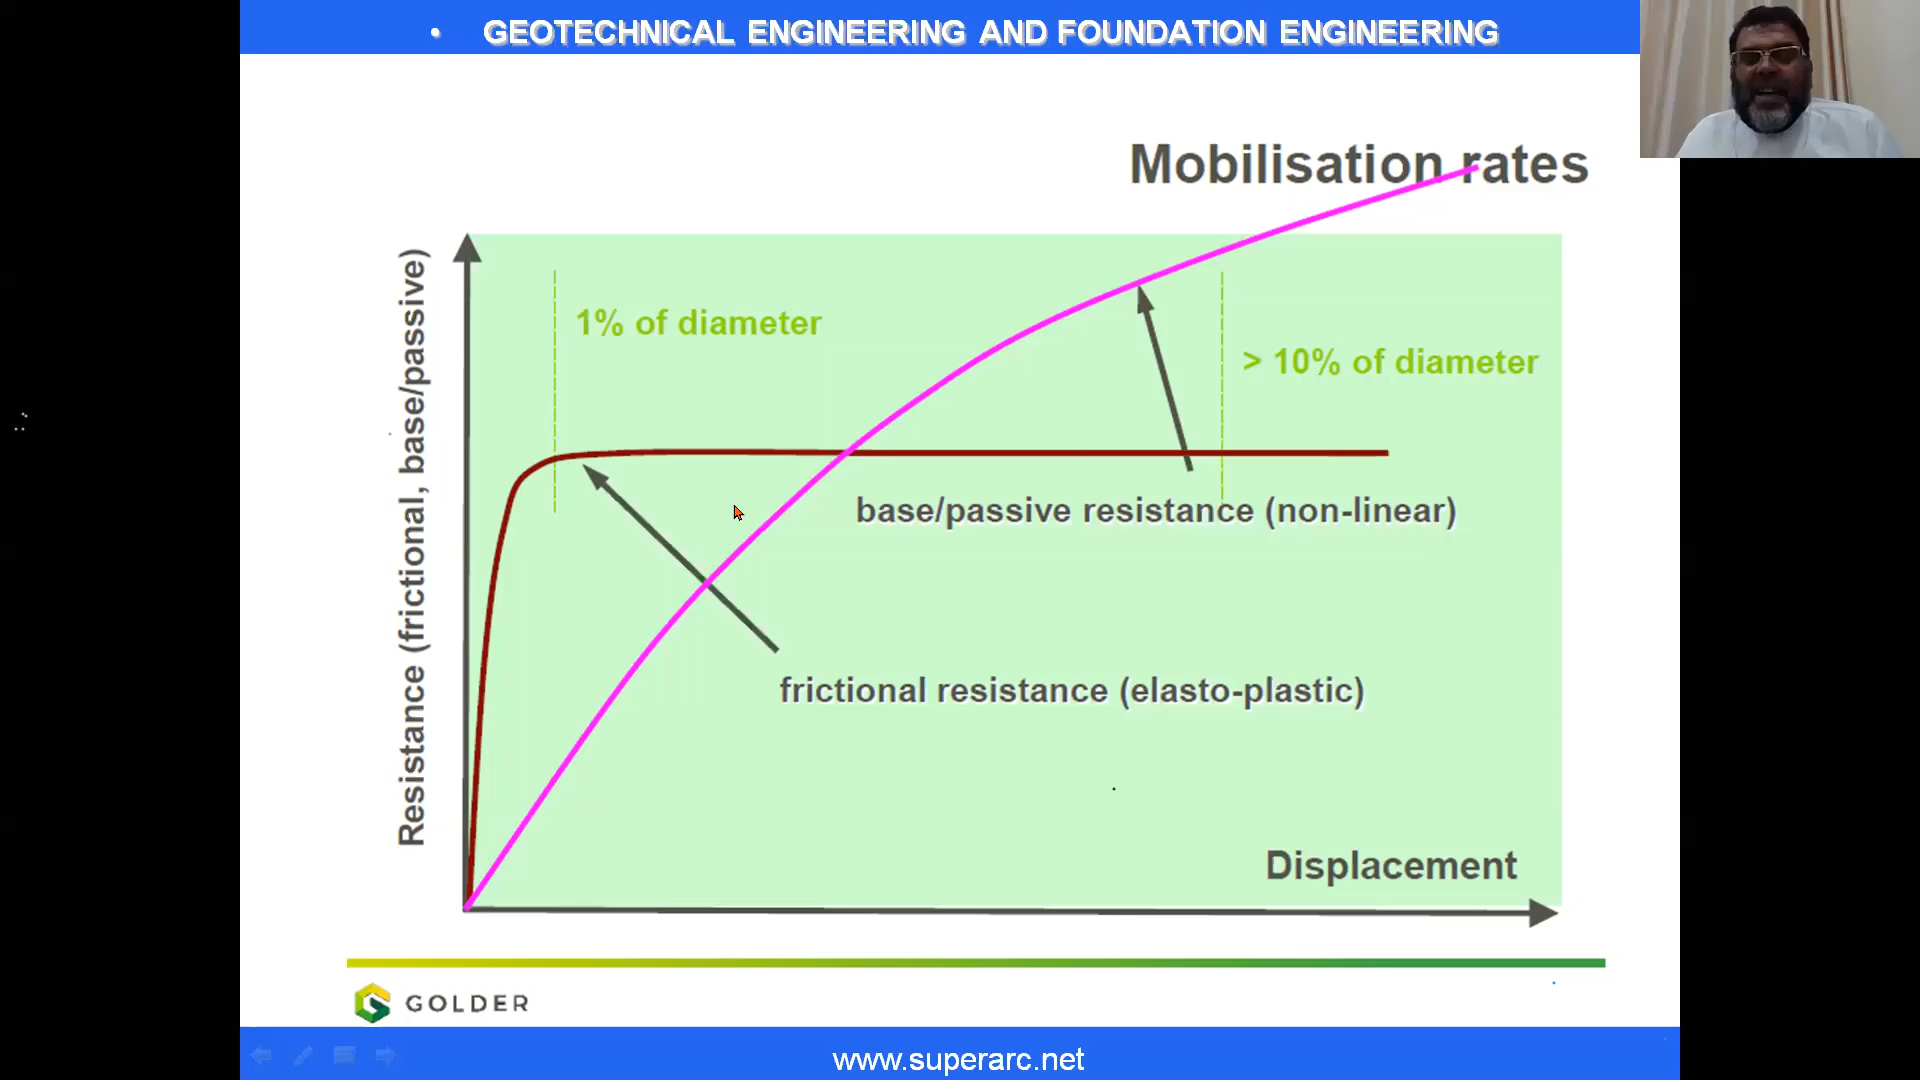 • GEOTECHNICAL ENGINEERING AND FOUNDATION ENGINEERING
Mobilisation rates
Resistance (frictional, base/passive)
1% of diameter
> 10% of diameter
base/passive resistance (non-linear)
frictional resistance (elasto-plastic)
Displacement
GOLDER
www.superarc.net